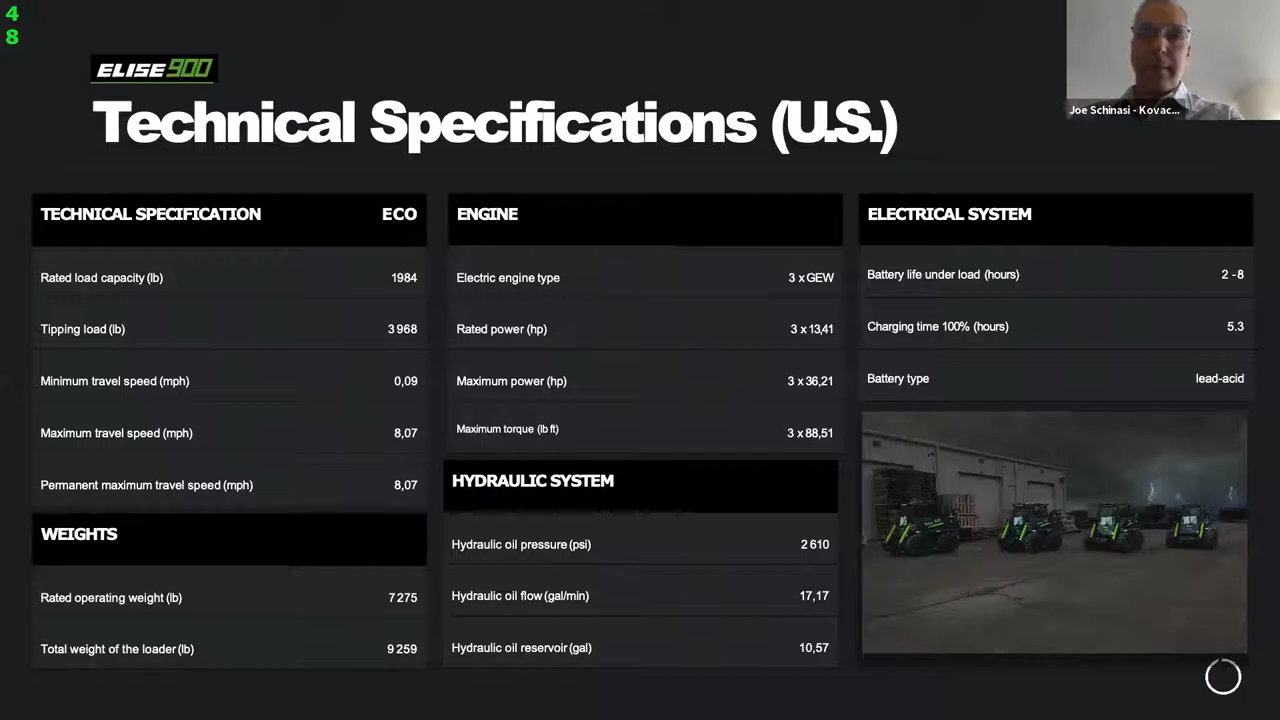 4
8
ELISE900
Technical Specifications (U.S.)
Joe Schinasi - Kovac...
TECHNICAL SPECIFICATION ECO
Rated load capacity (lb) 1984
Tipping load (lb) 3 968
Minimum travel speed (mph) 0,09
Maximum travel speed (mph) 8,07
Permanent maximum travel speed (mph) 8,07
WEIGHTS
Rated operating weight (lb) 7 275
Total weight of the loader (lb) 9 259
ENGINE
Electric engine type 3 x GEW
Rated power (hp) 3 x 13,41
Maximum power (hp) 3 x 36,21
Maximum torque (lb ft) 3 x 88,51
HYDRAULIC SYSTEM
Hydraulic oil pressure (psi) 2 610
Hydraulic oil flow (gal/min) 17,17
Hydraulic oil reservoir (gal) 10,57
ELECTRICAL SYSTEM
Battery life under load (hours) 2 - 8
Charging time 100% (hours) 5.3
Battery type lead-acid